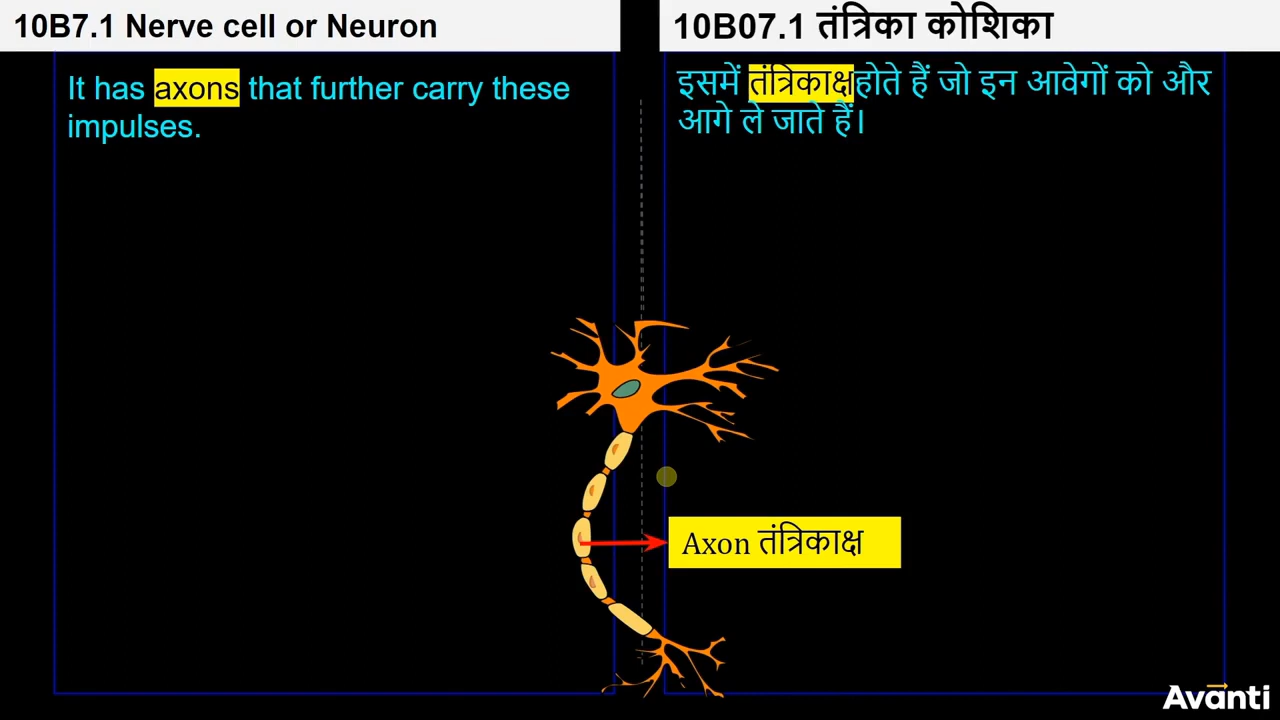 10B7.1 Nerve cell or Neuron
10B07.1 तंत्रिका कोशिका
It has axons that further carry these
impulses.
इसमें तंत्रिकाक्षहोते हैं जो इन आवेगों को और
आगे ले जाते हैं।
Axon तंत्रिकाक्ष
Avanti